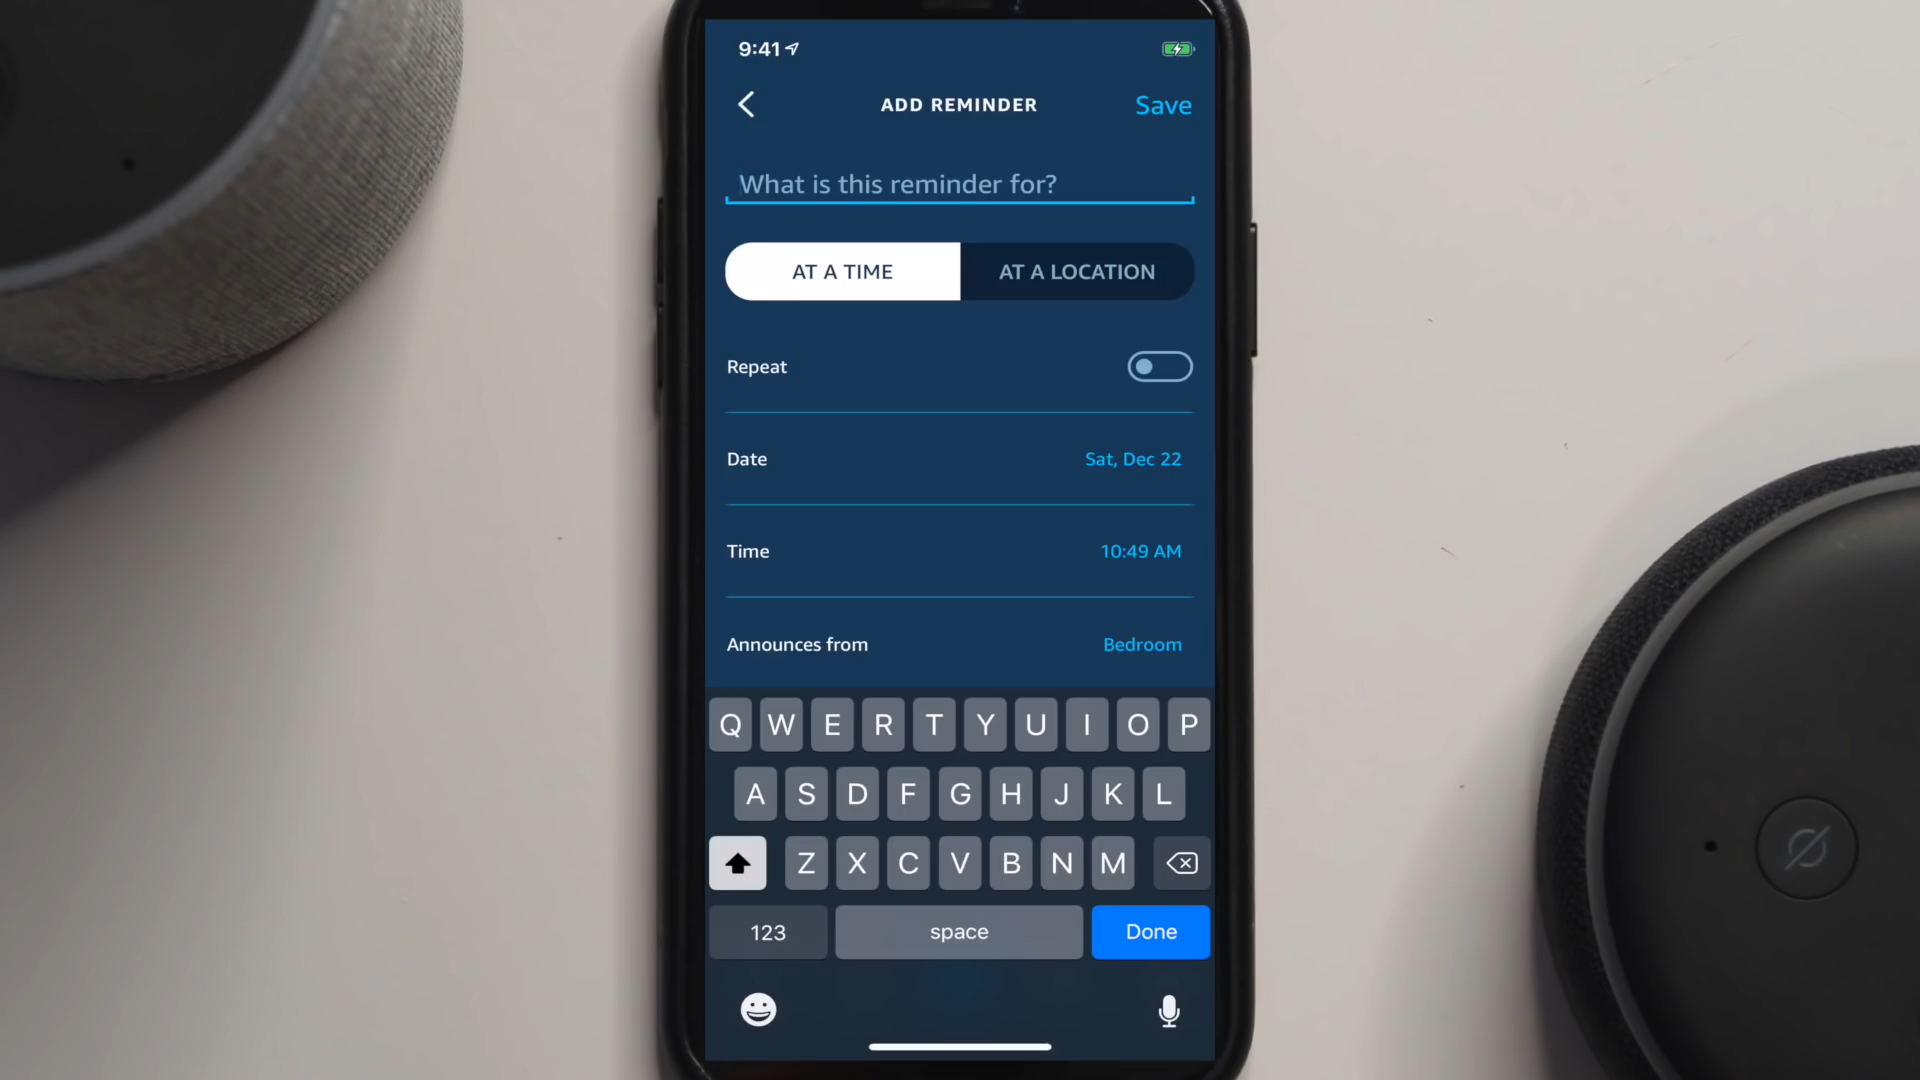 9:41
ADD REMINDER
Save
What is this reminder for?
AT A TIME
AT A LOCATION
Repeat
Date
Sat, Dec 22
Time
10:49 AM
Announces from
Bedroom
Q W E R T Y U I O P
A S D F G H J K L
Z X C V B N M
123
space
Done